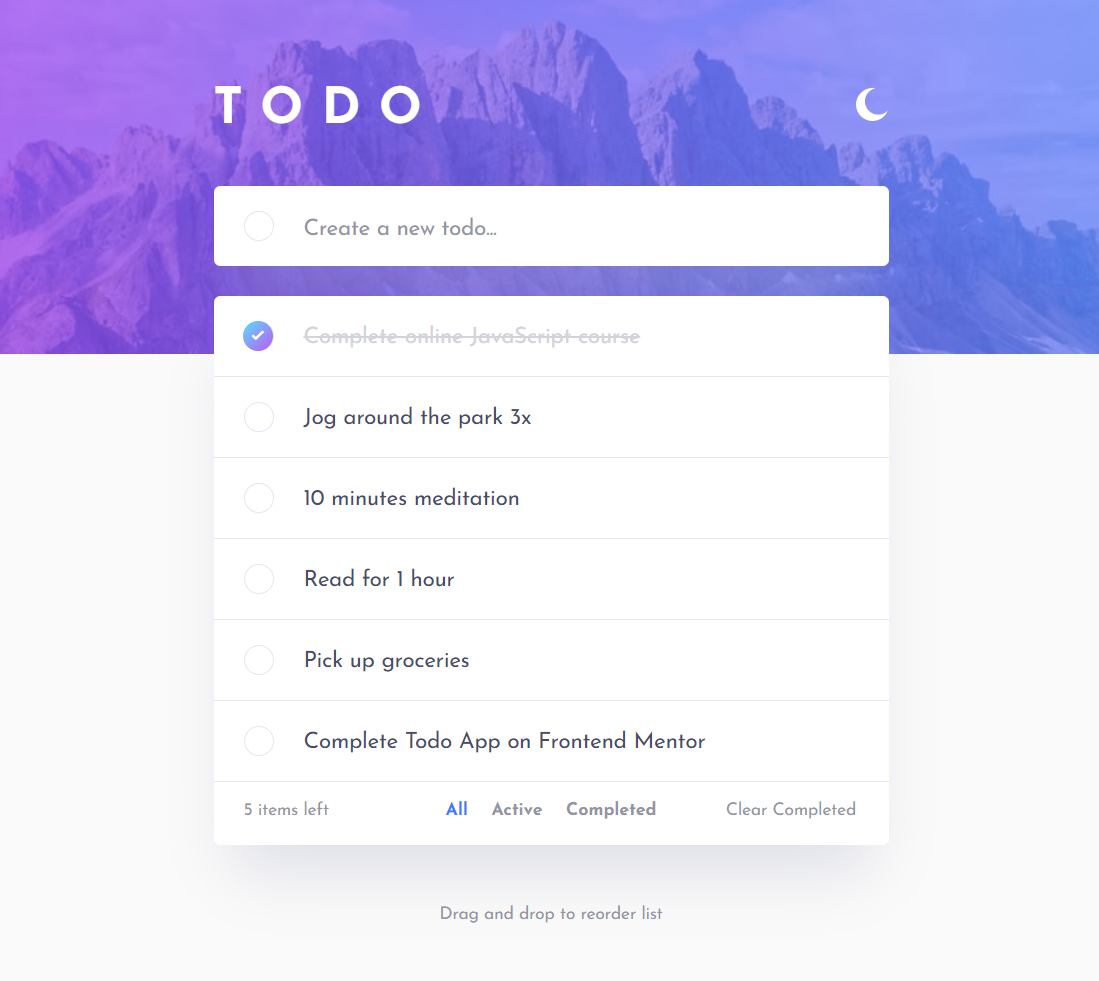 TODO
Create a new todo...
Complete online JavaScript course
Jog around the park 3x
10 minutes meditation
Read for 1 hour
Pick up groceries
Complete Todo App on Frontend Mentor
5 items left All Active Completed Clear Completed
Drag and drop to reorder list